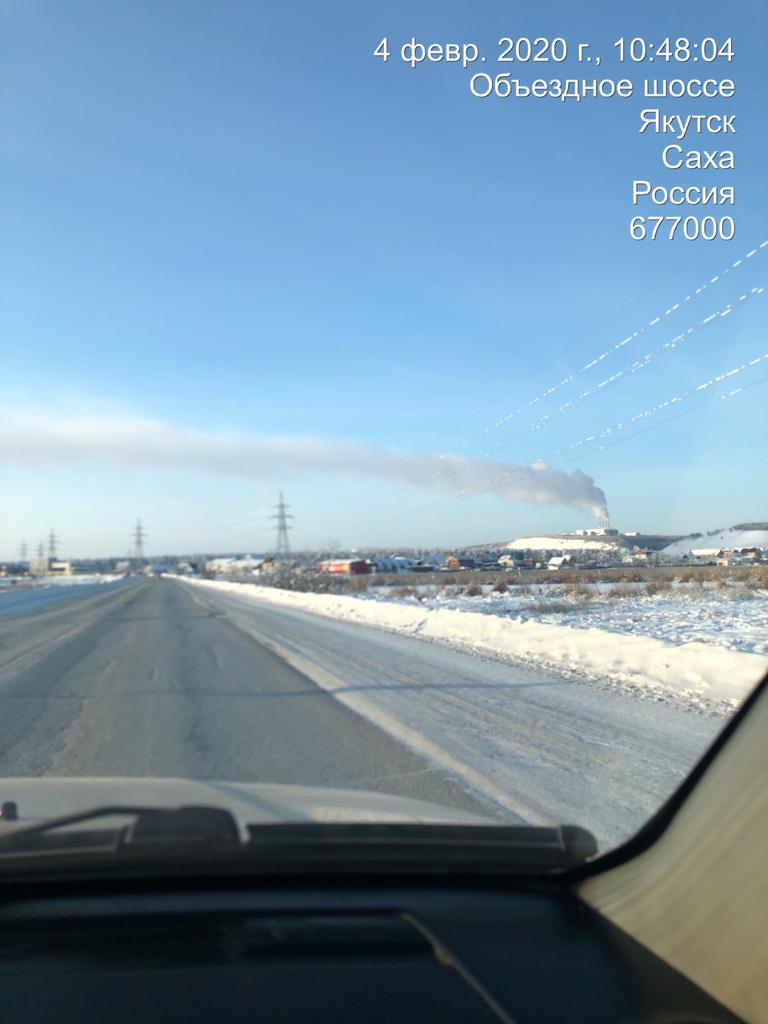 4 февр. 2020 г., 10:48:04
Объездное шоссе
Якутск
Саха
Россия
677000